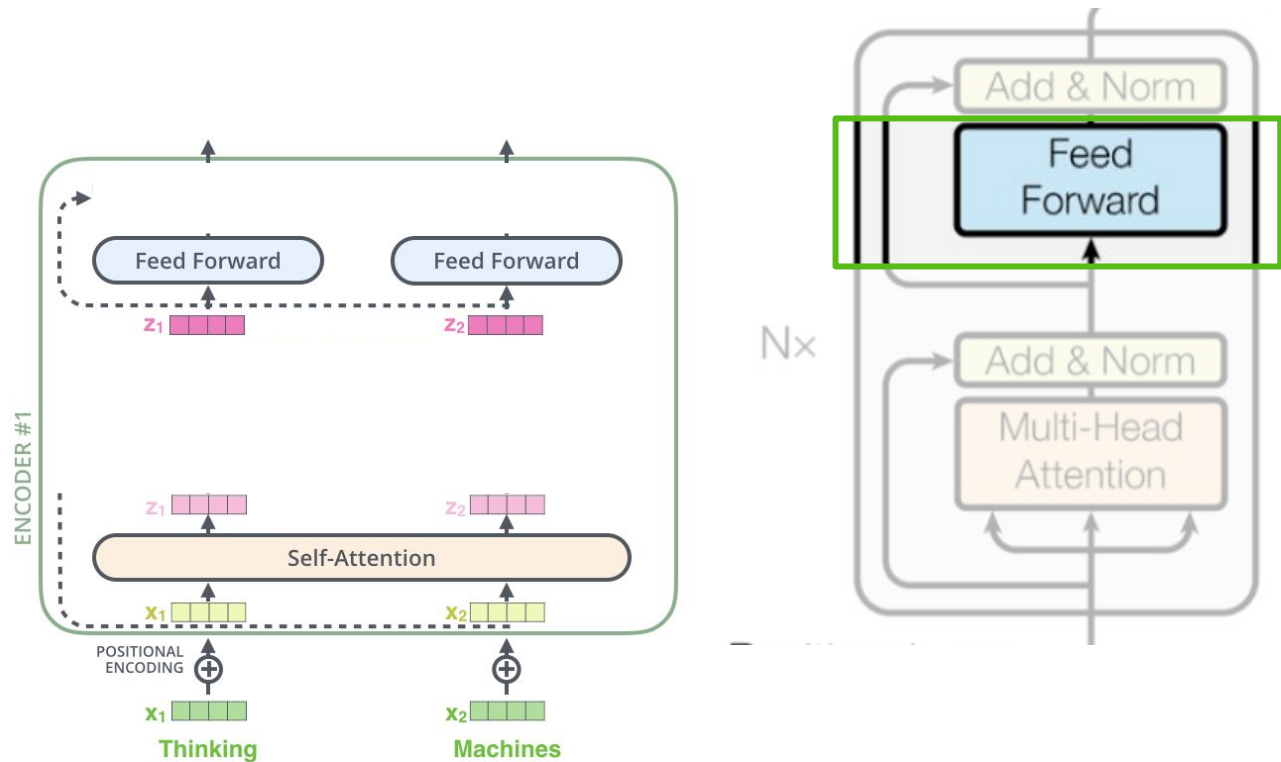 Feed Forward
Feed Forward
z1
z2
ENCODER #1
z1
z2
Self-Attention
x1
x2
POSITIONAL
ENCODING
x1
x2
Thinking
Machines
Add & Norm
Feed
Forward
Nx
Add & Norm
Multi-Head
Attention